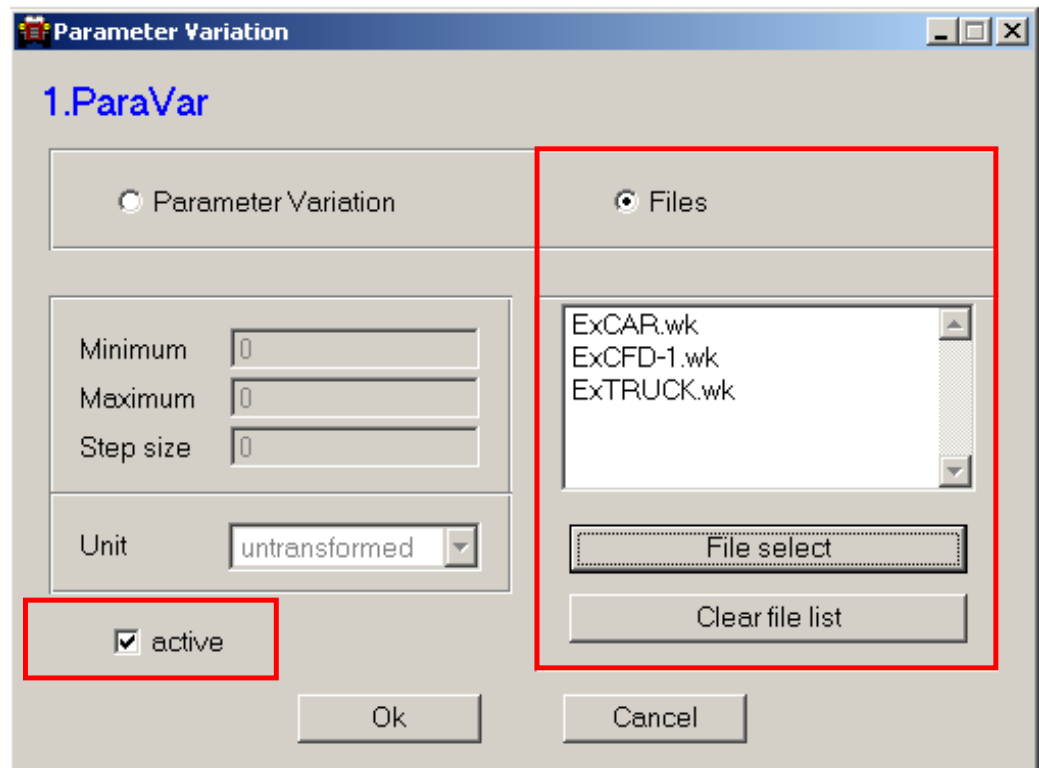 Parameter Variation
1.ParaVar
Parameter Variation
Files
Minimum 0
Maximum 0
Step size 0
Unit untransformed
active
ExCAR.wk
ExCFD-1.wk
ExTRUCK.wk
File select
Clear file list
Ok
Cancel